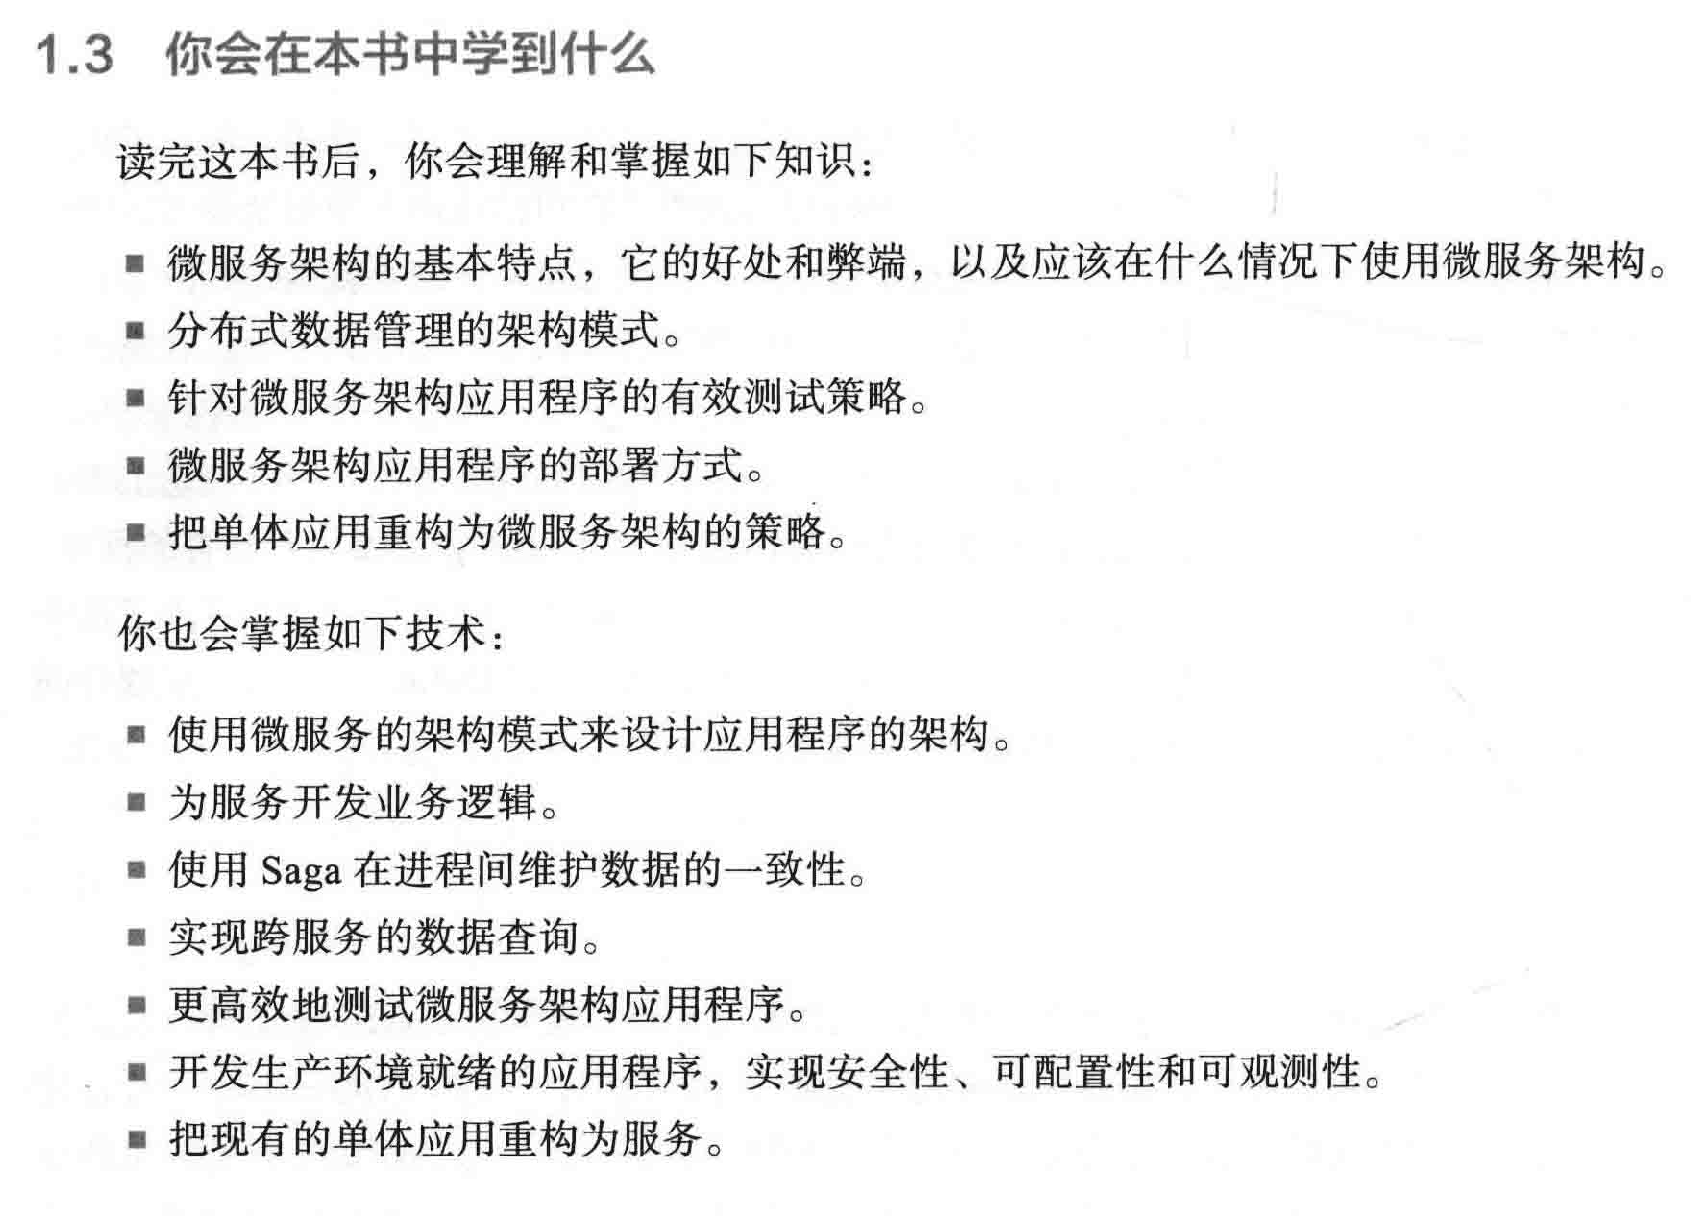 1.3 你会在本书中学到什么
读完这本书后，你会理解和掌握如下知识：
■ 微服务架构的基本特点，它的好处和弊端，以及应该在什么情况下使用微服务架构。
■ 分布式数据管理的架构模式。
■ 针对微服务架构应用程序的有效测试策略。
■ 微服务架构应用程序的部署方式。
■ 把单体应用重构为微服务架构的策略。
你也会掌握如下技术：
■ 使用微服务的架构模式来设计应用程序的架构。
■ 为服务开发业务逻辑。
■ 使用 Saga 在进程间维护数据的一致性。
■ 实现跨服务的数据查询。
■ 更高效地测试微服务架构应用程序。
■ 开发生产环境就绪的应用程序，实现安全性、可配置性和可观测性。
■ 把现有的单体应用重构为服务。